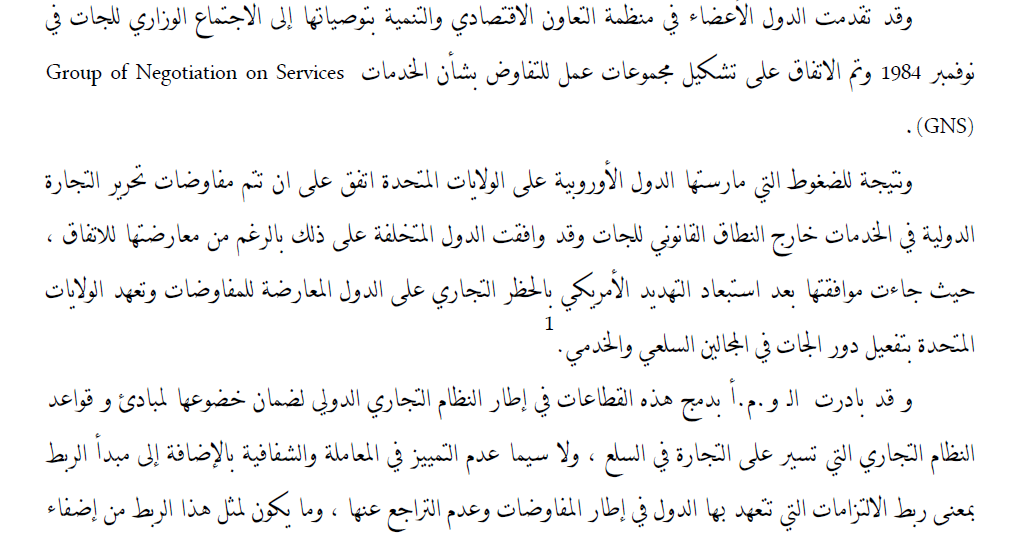 وقد تقدمت الدول الأعضاء في منظمة التعاون الاقتصادي والتنمية بتوصياتها إلى الاجتماع الوزاري للجات في
نوفمبر 1984 وتم الاتفاق على تشكيل مجموعات عمل للتفاوض بشأن الخدمات Group of Negotiation on Services
(GNS) .
ونتيجة للضغوط التي مارستها الدول الأوروبية على الولايات المتحدة اتفق على ان تتم مفاوضات تحرير التجارة
الدولية في الخدمات خارج النطاق القانوني للجات وقد وافقت الدول المتخلفة على ذلك بالرغم من معارضتها للاتفاق ،
حيث جاءت موافقتها بعد استبعاد التهديد الأمريكي بالحظر التجاري على الدول المعارضة للمفاوضات وتعهد الولايات
المتحدة بتفعيل دور الجات في المجالين السلعي والخدمي.1
و قد بادرت الـ و.م.أ بدمج هذه القطاعات في إطار النظام التجاري الدولي لضمان خضوعها لمبادئ و قواعد
النظام التجاري التي تسير على التجارة في السلع ، ولا سيما عدم التمييز في المعاملة والشفافية بالإضافة إلى مبدأ الربط
بمعنى ربط الالتزامات التي تتعهد بها الدول في إطار المفاوضات وعدم التراجع عنها ، وما يكون لمثل هذا الربط من إضفاء